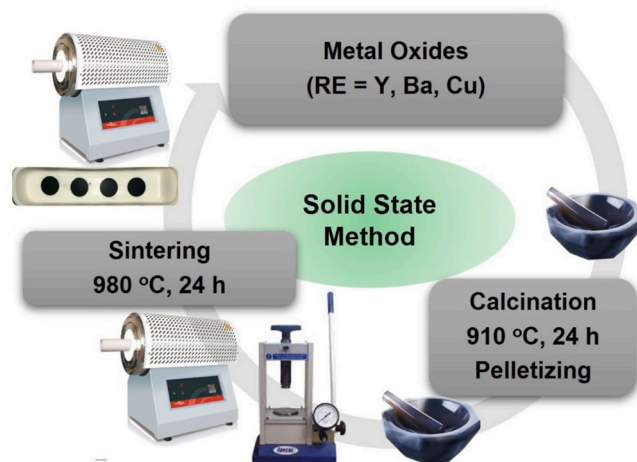 Metal Oxides
(RE = Y, Ba, Cu)
Solid State
Method
Sintering
980 °C, 24 h
Calcination
910 °C, 24 h
Pelletizing